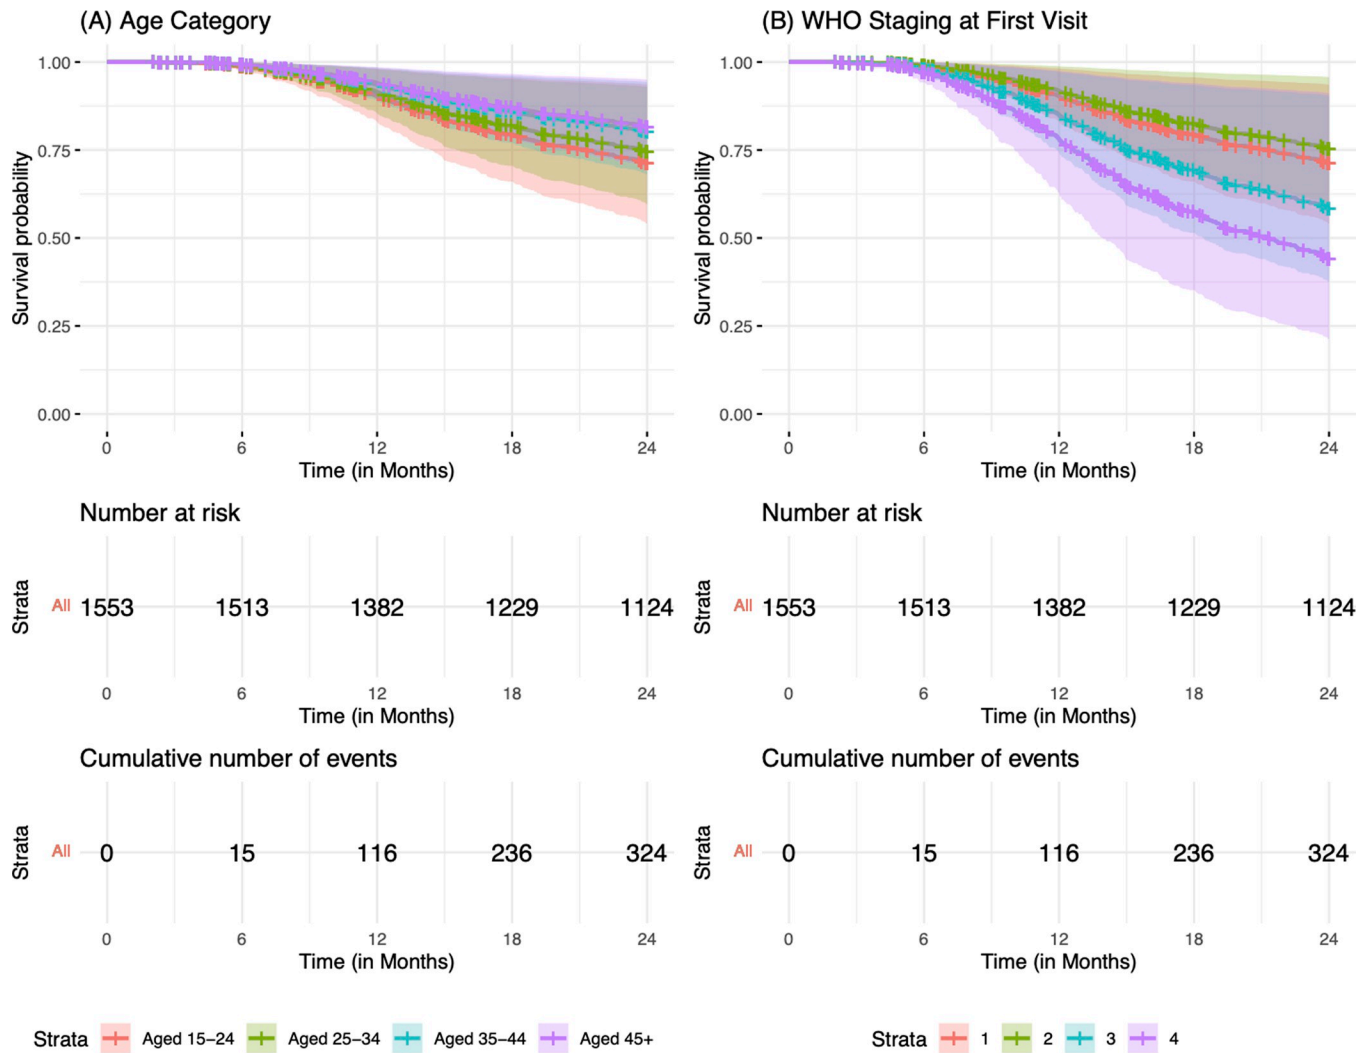 (A) Age Category
(B) WHO Staging at First Visit
Survival probability
1.00
0.75
0.50
0.25
0.00
0 6 12 18 24
Time (in Months)
Survival probability
1.00
0.75
0.50
0.25
0.00
0 6 12 18 24
Time (in Months)
Number at risk
Strata
All 1553 1513 1382 1229 1124
0 6 12 18 24
Time (in Months)
Number at risk
Strata
All 1553 1513 1382 1229 1124
0 6 12 18 24
Time (in Months)
Cumulative number of events
Strata
All 0 15 116 236 324
0 6 12 18 24
Time (in Months)
Cumulative number of events
Strata
All 0 15 116 236 324
0 6 12 18 24
Time (in Months)
Strata Aged 15–24 Aged 25–34 Aged 35–44 Aged 45+
Strata 1 2 3 4